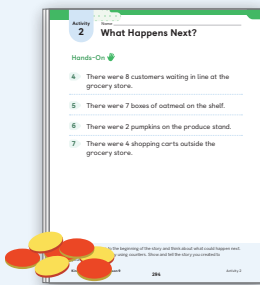 Activity
2
Name
What Happens Next?
Hands-On
4 There were 8 customers waiting in line at the
grocery store.
5 There were 7 boxes of oatmeal on the shelf.
6 There were 2 pumpkins on the produce stand.
7 There were 4 shopping carts outside the
grocery store.
the beginning of the story and think about what could happen next
using counters. Show and tell the story you created to
294
Activity 2